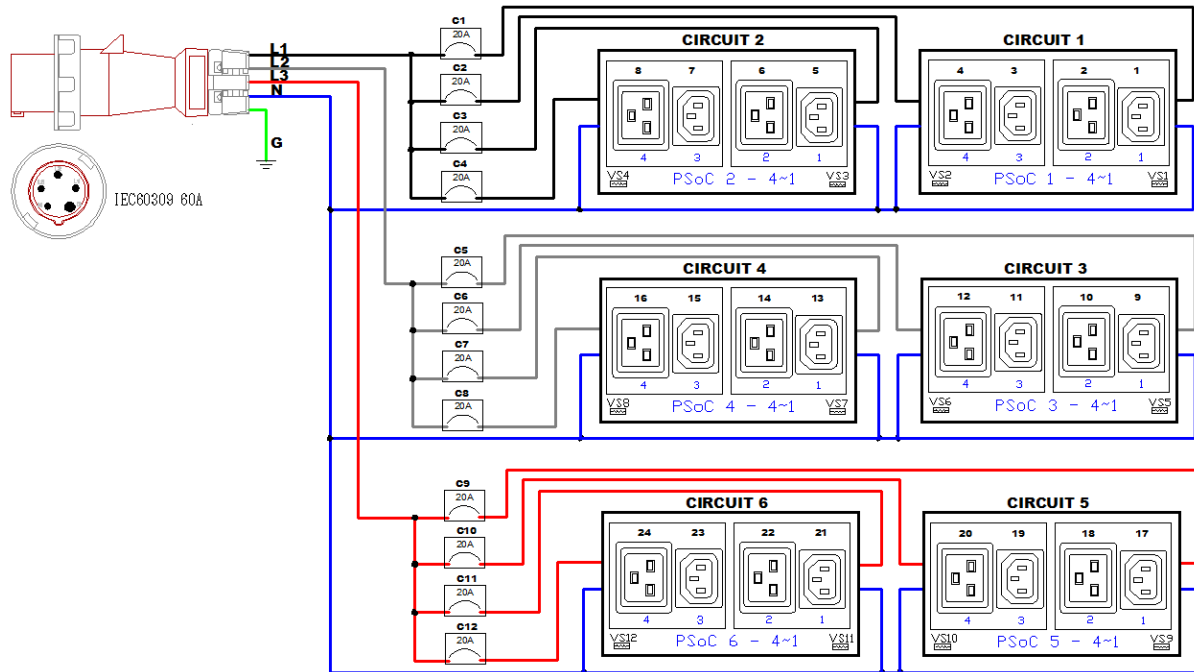 L1
L2
L3
N
G
IEC60309 60A
C1
20A
C2
20A
C3
20A
C4
20A
CIRCUIT 2
8 7 6 5
4 3 2 1
VS4 PSoC 2 - 4~1 VS3
CIRCUIT 1
4 3 2 1
4 3 2 1
VS2 PSoC 1 - 4~1 VS1
C5
20A
C6
20A
C7
20A
C8
20A
CIRCUIT 4
16 15 14 13
4 3 2 1
VS8 PSoC 4 - 4~1 VS7
CIRCUIT 3
12 11 10 9
4 3 2 1
VS6 PSoC 3 - 4~1 VS5
C9
20A
C10
20A
C11
20A
C12
20A
CIRCUIT 6
24 23 22 21
4 3 2 1
VS12 PSoC 6 - 4~1 VS11
CIRCUIT 5
20 19 18 17
4 3 2 1
VS10 PSoC 5 - 4~1 VS9